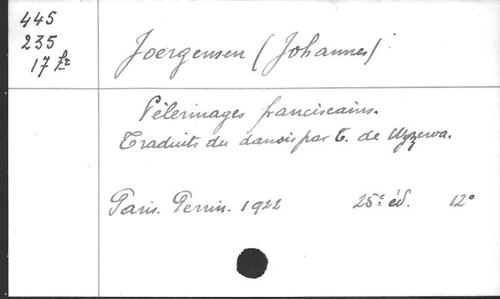 445
235
17 fr
Joergensen (Johannes)
Pèlerinages franciscains.
Traduits du danois par T. de Wyzewa.
Paris. Perrin. 1922 25e éd. 12°